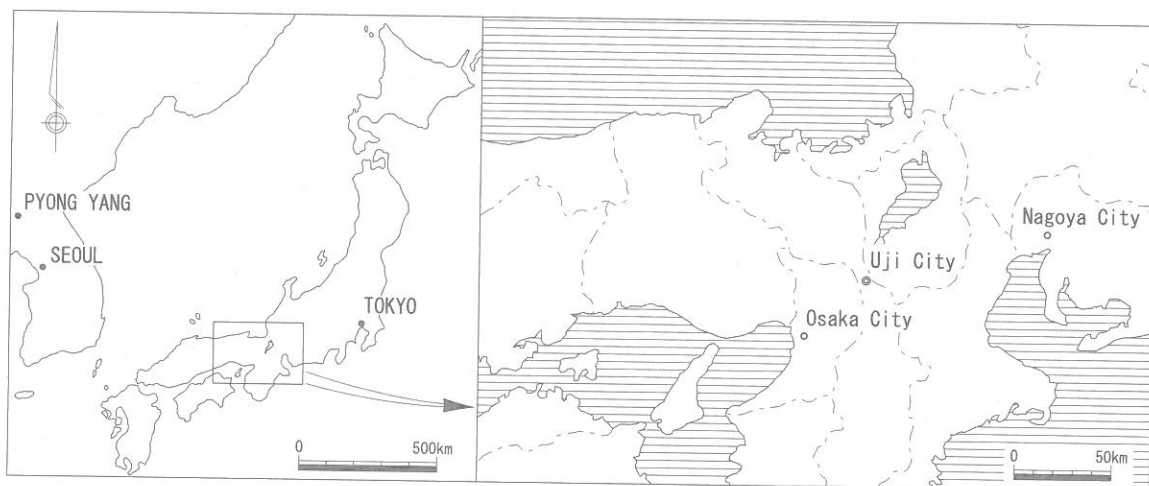 PYONG YANG
SEOUL
TOKYO
0 500km
Nagoya City
Uji City
Osaka City
0 50km